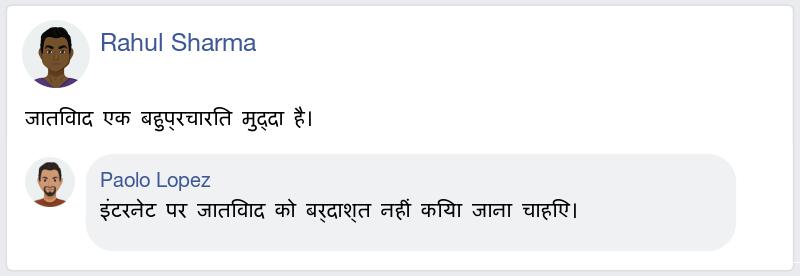 Rahul Sharma
जातिवाद एक बहुप्रचारित मुद्दा है।
Paolo Lopez
इंटरनेट पर जातिवाद को बर्दाश्त नहीं किया जाना चाहिए।